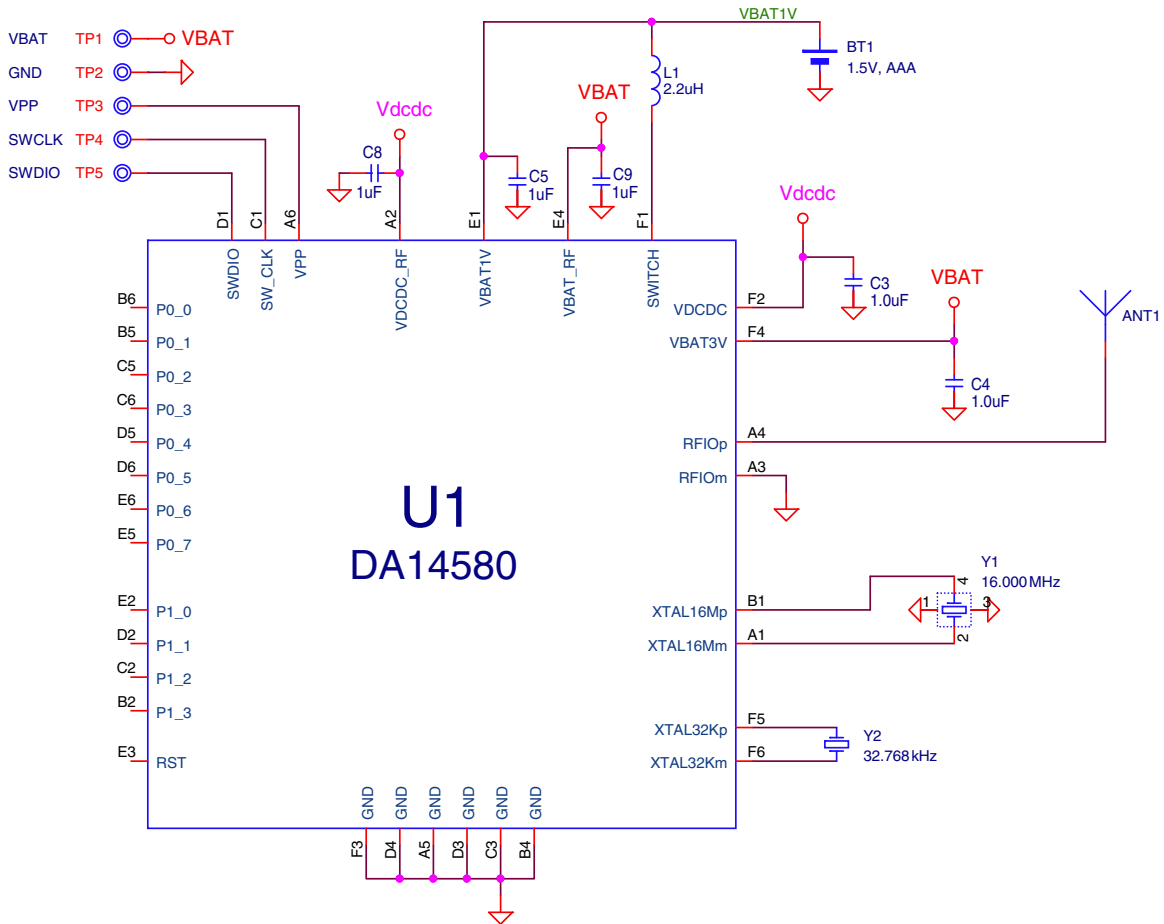 VBAT1V
VBAT TP1 VBAT
GND TP2
VPP TP3
SWCLK TP4
SWDIO TP5
BT1
1.5V, AAA
L1
2.2uH
VBAT
Vdcdc
C8
1uF
C5
1uF
C9
1uF
Vdcdc
C3
1.0uF
VBAT
C4
1.0uF
ANT1
D1 SWDIO
C1 SW_CLK
A6 VPP
A2 VDCDC_RF
E1 VBAT1V
E4 VBAT_RF
F1 SWITCH
B6 P0_0
B5 P0_1
C5 P0_2
C6 P0_3
D5 P0_4
D6 P0_5
E6 P0_6
E5 P0_7
E2 P1_0
D2 P1_1
C2 P1_2
B2 P1_3
E3 RST
U1
DA14580
VDCDC F2
VBAT3V F4
RFIOp A4
RFIOm A3
XTAL16Mp B1
XTAL16Mm A1
XTAL32Kp F5
XTAL32Km F6
Y1
16.000MHz
4
1
3
2
Y2
32.768kHz
GND F3
GND D4
GND A5
GND D3
GND C3
GND B4